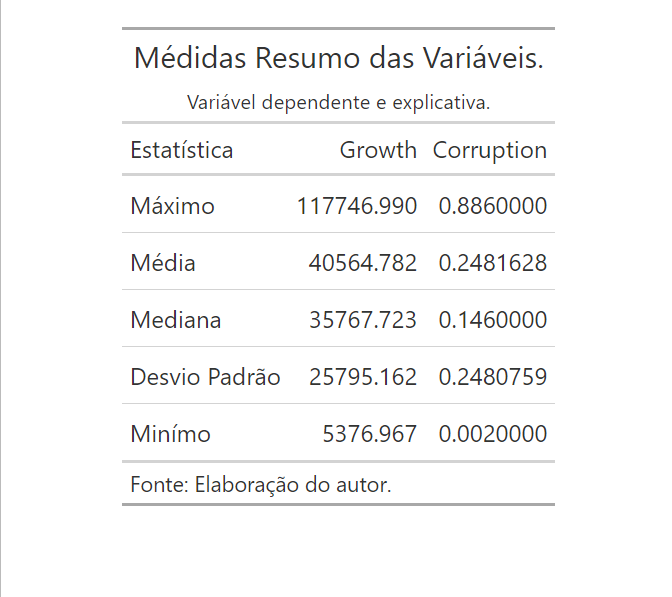 Médidas Resumo das Variáveis.
Variável dependente e explicativa.
Estatística Growth Corruption
Máximo 117746.990 0.8860000
Média 40564.782 0.2481628
Mediana 35767.723 0.1460000
Desvio Padrão 25795.162 0.2480759
Minímo 5376.967 0.0020000
Fonte: Elaboração do autor.